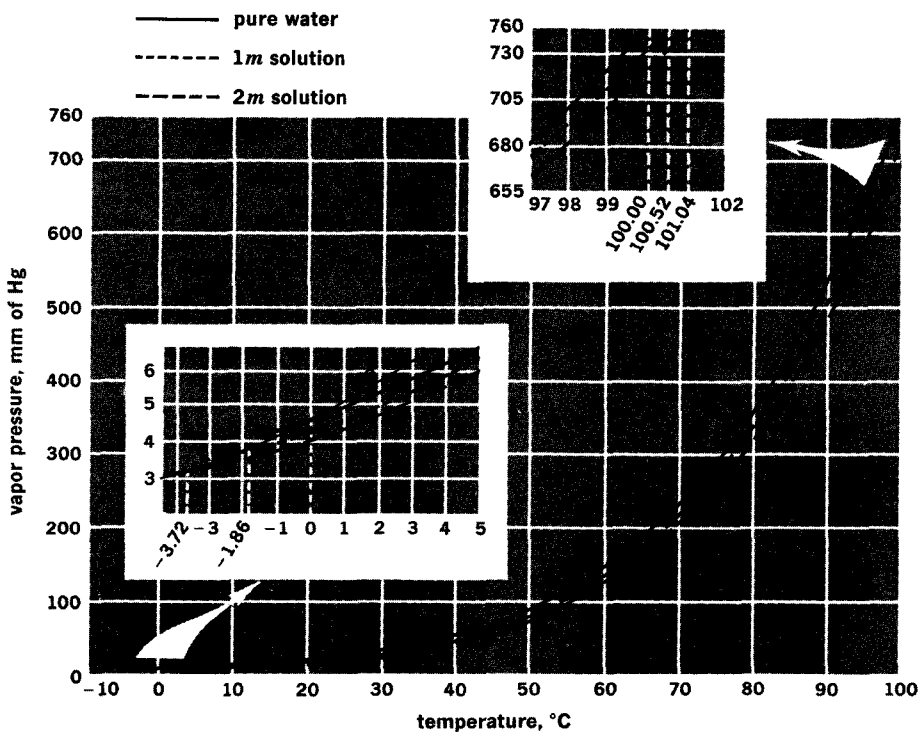 pure water
1m solution
2m solution
760
700
600
500
400
300
200
100
0
vapor pressure, mm of Hg
760
730
705
680
655
97 98 99 100.00 100.52 101.04 102
6
5
4
3
-3.72 -3 -1.86 -1 0 1 2 3 4 5
-10 0 10 20 30 40 50 60 70 80 90 100
temperature, °C